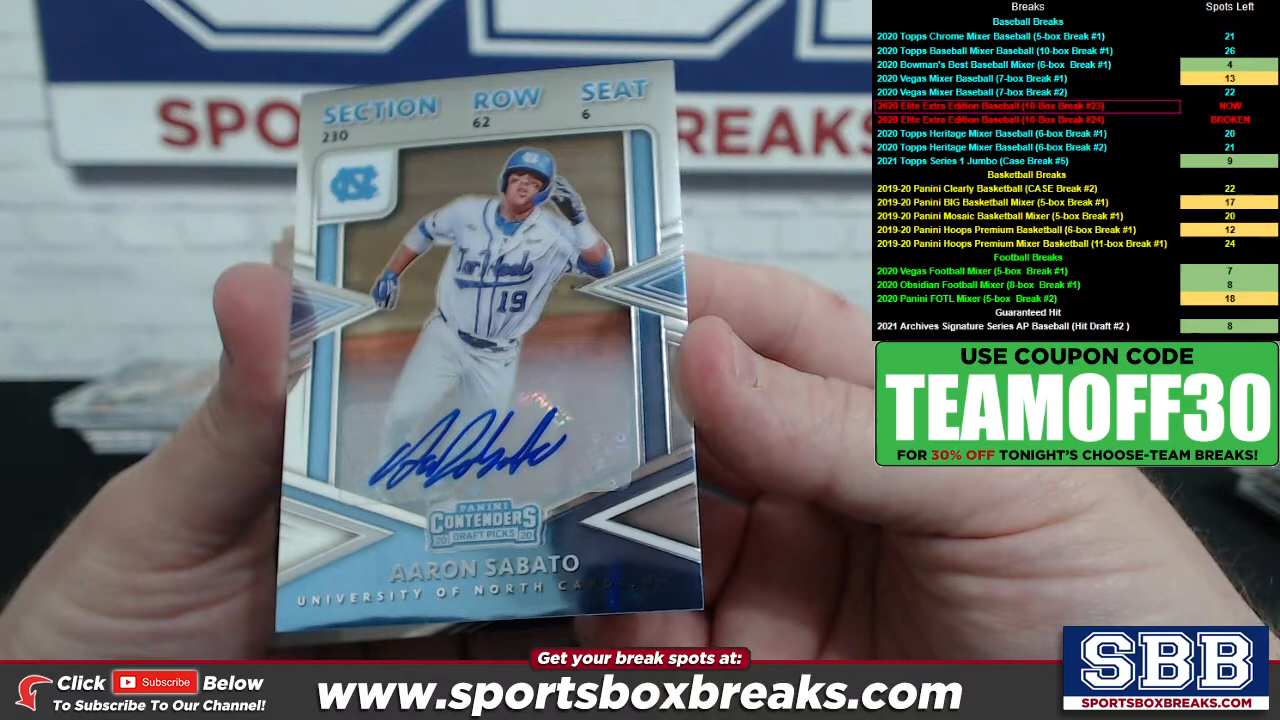 SECTION ROW SEAT
230 62 6
NC
Tar Heels
19
PANINI
CONTENDERS
20 DRAFT PICKS 20
AARON SABATO
UNIVERSITY OF NORTH
REAKS
Breaks Spots Left
Baseball Breaks
2020 Topps Chrome Mixer Baseball (5-box Break #1) 21
2020 Topps Baseball Mixer Baseball (10-box Break #1) 26
2020 Bowman's Best Baseball Mixer (6-box Break #1) 4
2020 Vegas Mixer Baseball (7-box Break #1) 13
2020 Vegas Mixer Baseball (7-box Break #2) 22
2020 Elite Extra Edition Baseball (10-Box Break #23) NOW
2020 Elite Extra Edition Baseball (10-Box Break #24) BROKEN
2020 Topps Heritage Mixer Baseball (6-box Break #1) 20
2020 Topps Heritage Mixer Baseball (6-box Break #2) 21
2021 Topps Series 1 Jumbo (Case Break #5) 9
Basketball Breaks
2019-20 Panini Clearly Basketball (CASE Break #2) 22
2019-20 Panini BIG Basketball Mixer (5-box Break #1) 17
2019-20 Panini Mosaic Basketball Mixer (5-box Break #1) 20
2019-20 Panini Hoops Premium Basketball (6-box Break #1) 12
2019-20 Panini Hoops Premium Mixer Basketball (11-box Break #1) 24
Football Breaks
2020 Vegas Football Mixer (5-box Break #1) 7
2020 Obsidian Football Mixer (8-box Break #1) 8
2020 Panini FOTL Mixer (5-box Break #2) 18
Guaranteed Hit
2021 Archives Signature Series AP Baseball (Hit Draft #2 ) 8
USE COUPON CODE
TEAMOFF30
FOR 30% OFF TONIGHT'S CHOOSE-TEAM BREAKS!
Get your break spots at:
Click Subscribe Below
To Subscribe To Our Channel!
www.sportsboxbreaks.com
SBB
SPORTSBOXBREAKS.COM